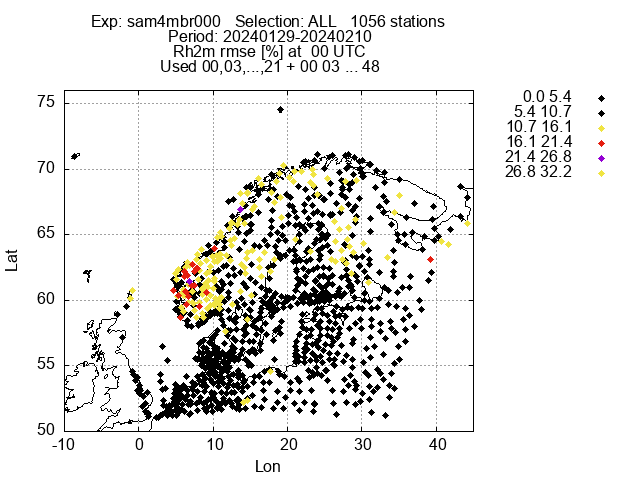 Exp: sam4mbr000 Selection: ALL 1056 stations
Period: 20240129-20240210
Rh2m rmse [%] at 00 UTC
Used 00,03,...,21 + 00 03 ... 48
0.0 5.4
5.4 10.7
10.7 16.1
16.1 21.4
21.4 26.8
26.8 32.2
75
70
65
60
55
50
Lat
-10 0 10 20 30 40
Lon